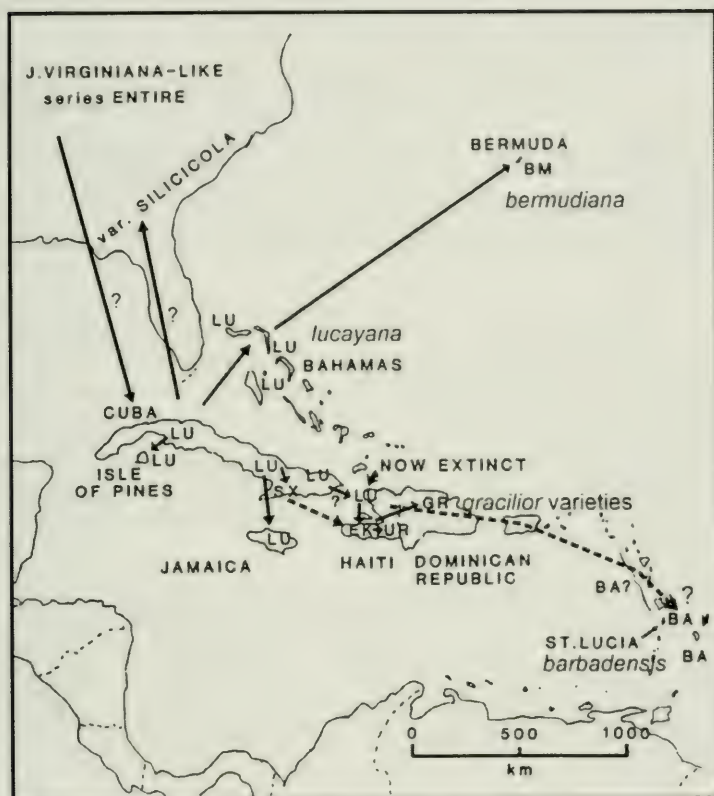 J.VIRGINIANA-LIKE
series ENTIRE
var. SILICICOLA
BERMUDA
BM
bermudiana
?
?
LU
lucayana
LU
BAHAMAS
LU
CUBA
LU
LU
ISLE
OF PINES
LU
LU
SX
NOW EXTINCT
?
LU
GR
gracilior varieties
EK
UR
LU
JAMAICA
HAITI
DOMINICAN
REPUBLIC
BA?
?
BA
ST.LUCIA
barbadensis
BA
0 500 1000
km